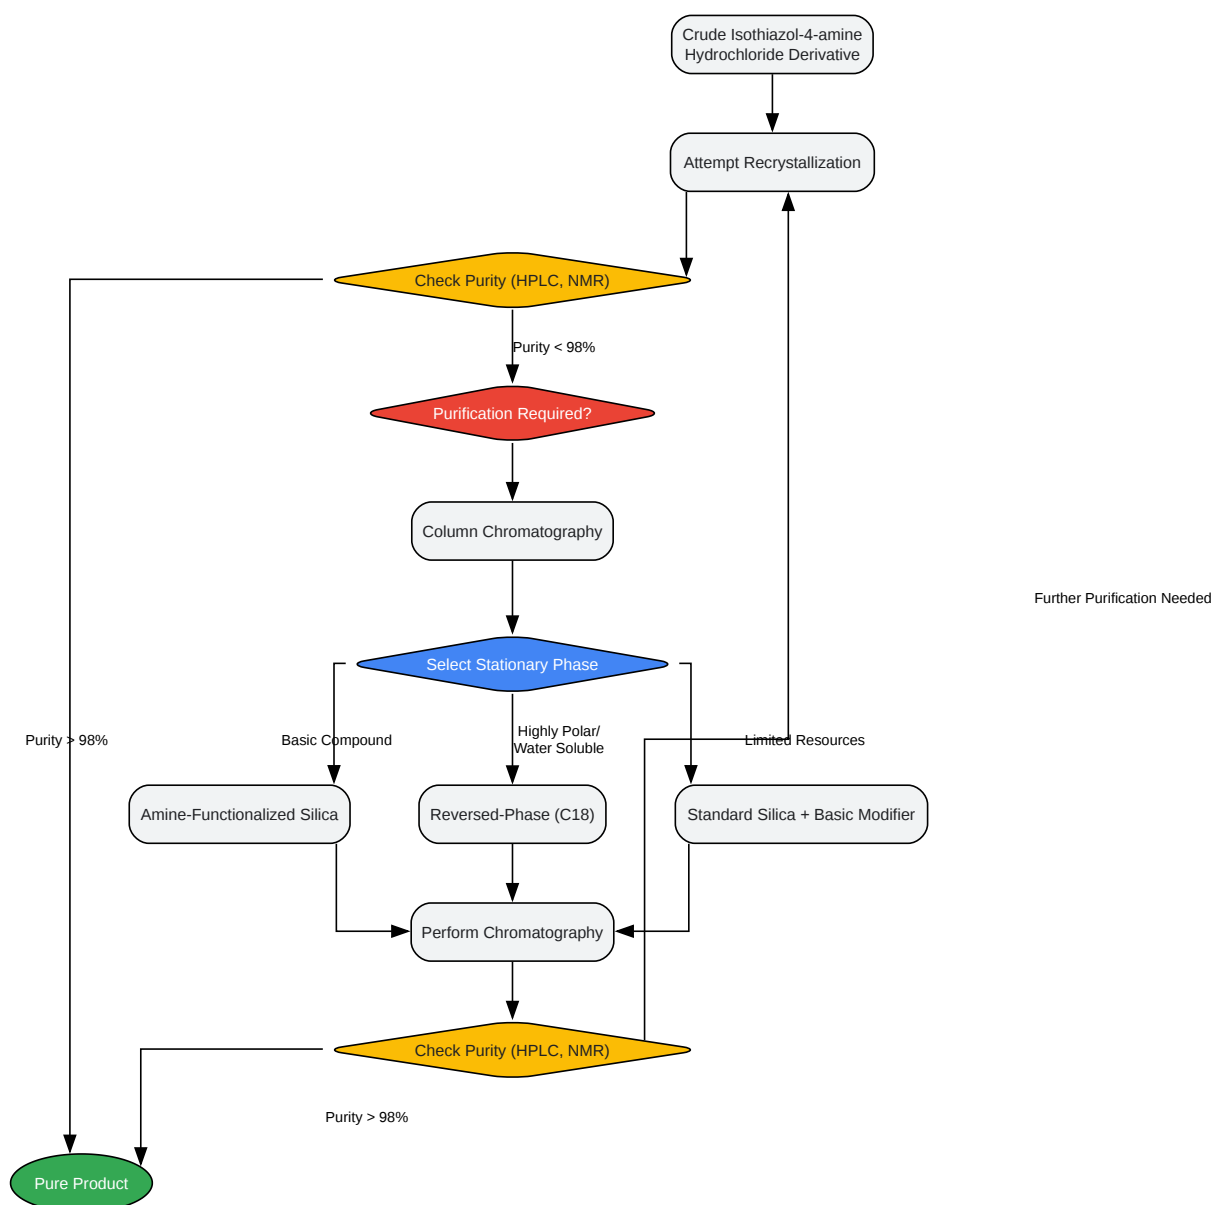 Crude Isothiazol-4-amine
Hydrochloride Derivative
Attempt Recrystallization
Check Purity (HPLC, NMR)
Purity < 98%
Purification Required?
Column Chromatography
Further Purification Needed
Select Stationary Phase
Purity > 98%
Basic Compound
Highly Polar/
Water Soluble
Limited Resources
Amine-Functionalized Silica
Reversed-Phase (C18)
Standard Silica + Basic Modifier
Perform Chromatography
Check Purity (HPLC, NMR)
Purity > 98%
Pure Product